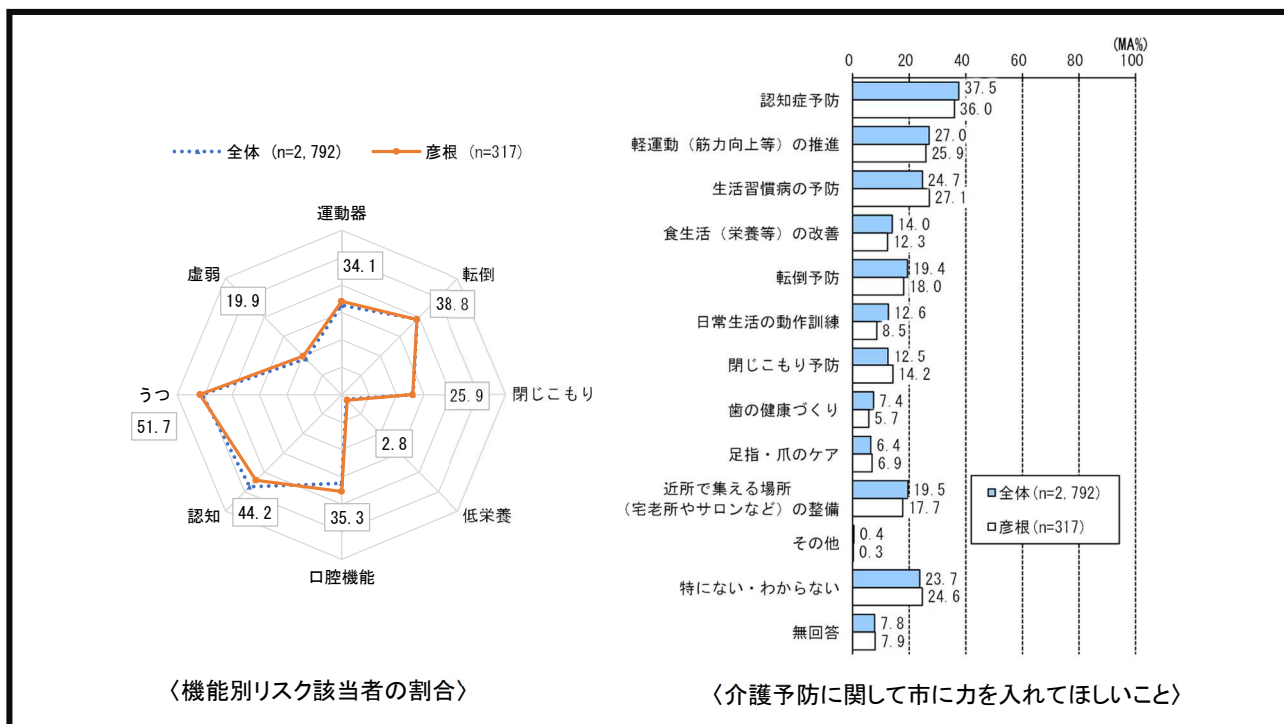 全体 (n=2,792) 彦根 (n=317)
運動器
34.1
転倒
38.8
閉じこもり
25.9
低栄養
2.8
口腔機能
35.3
認知
44.2
うつ
51.7
虚弱
19.9
〈機能別リスク該当者の割合〉
(MA%)
0 20 40 60 80 100
認知症予防 37.5
36.0
軽運動（筋力向上等）の推進 27.0
25.9
生活習慣病の予防 24.7
27.1
食生活（栄養等）の改善 14.0
12.3
転倒予防 19.4
18.0
日常生活の動作訓練 12.6
8.5
閉じこもり予防 12.5
14.2
歯の健康づくり 7.4
5.7
足指・爪のケア 6.4
6.9
近所で集える場所
（宅老所やサロンなど）の整備 19.5
17.7
その他 0.4
0.3
特にない・わからない 23.7
24.6
無回答 7.8
7.9
全体(n=2,792)
彦根(n=317)
〈介護予防に関して市に力を入れてほしいこと〉